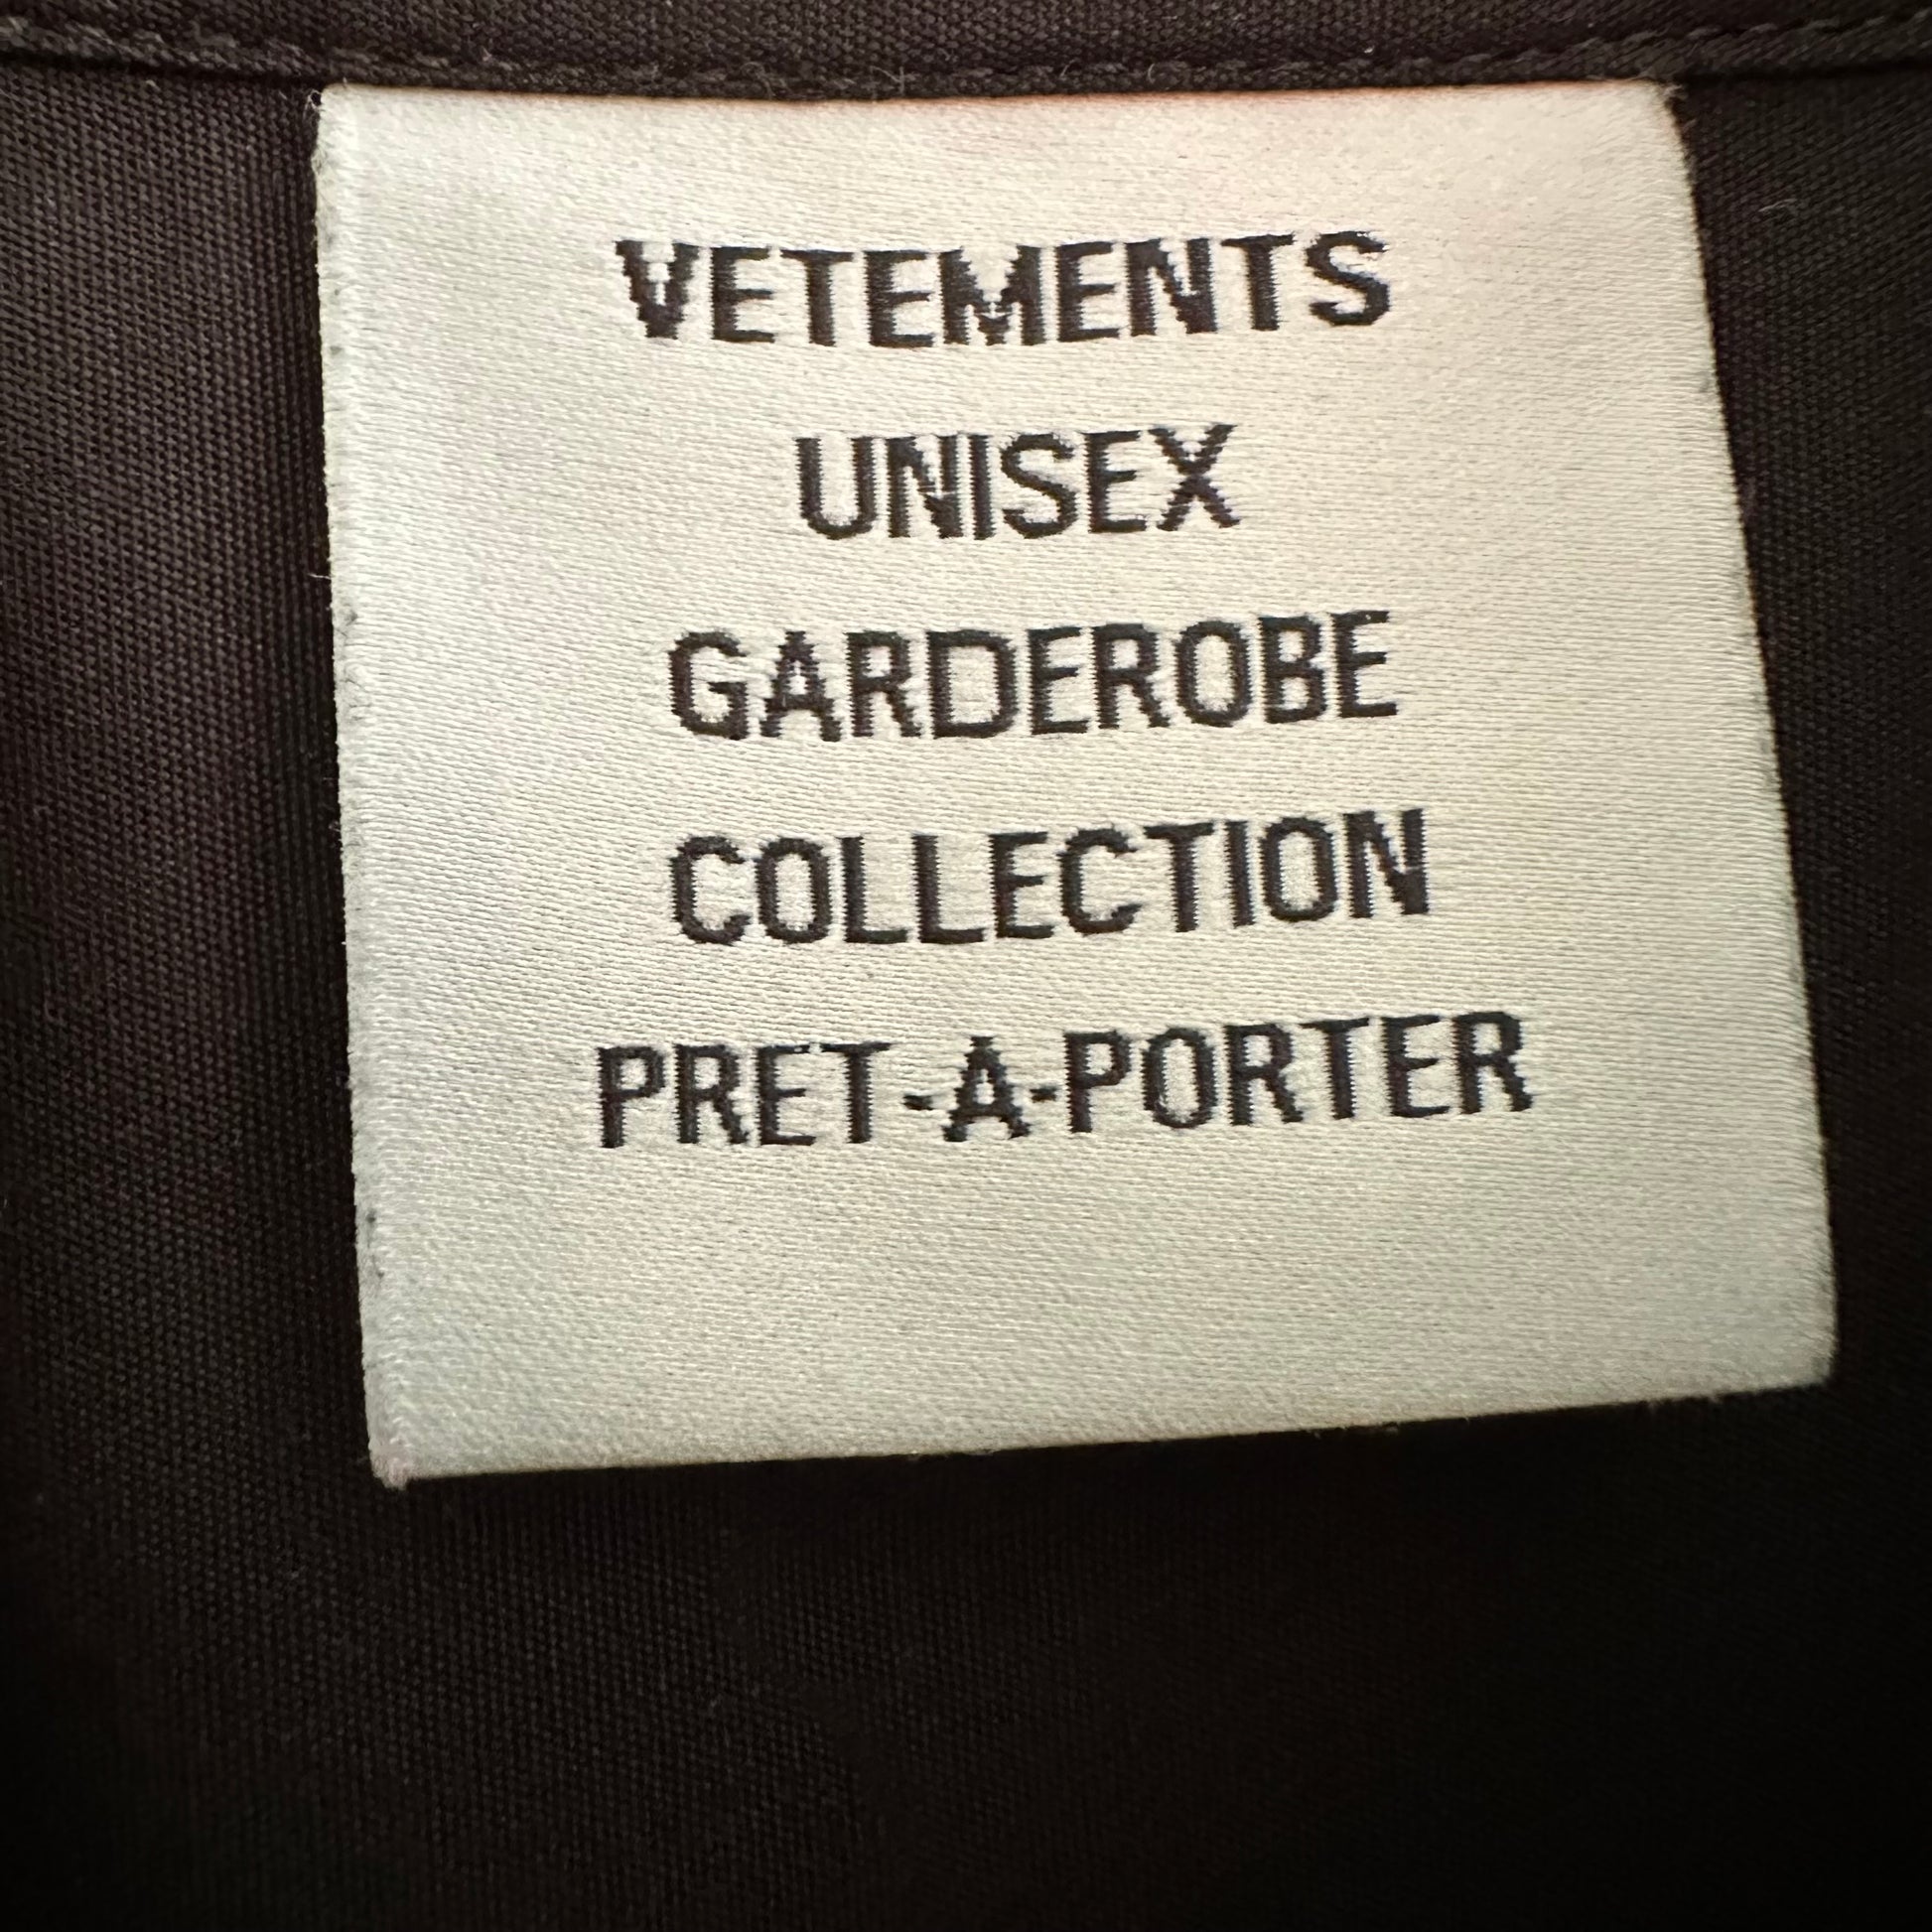 VETEMENTS
UNISEX
GARDEROBE
COLLECTION
PRET-A-PORTER